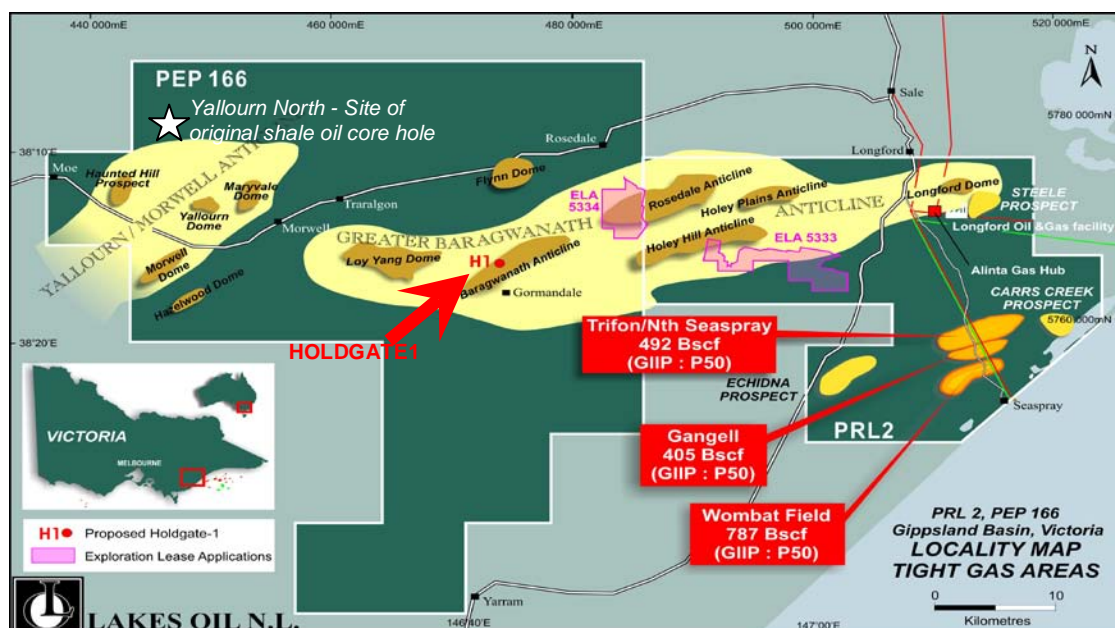 440 000mE
460 000mE
480 000mE
500 000mE
520 000mE
PEP 166
N
Yallourn North - Site of
original shale oil core hole
Sale
5780 000mN
38°10'
Moe
Rosedale
Longford
Haunted Hill
Prospect
Maryvale
Dome
Yallourn
Dome
YALLOURN / MORWELL ANTICLINE
Flynn Dome
ELA
5334
Rosedale Anticline
Holey Plains Anticline
Longford Dome
STEELE
PROSPECT
Traralgon
Morwell
GREATER BARAGWANATH
ANTICLINE
Longford Oil &Gas facility
Holey Hill Anticline
ELA 5333
Morwell
Dome
Loy Yang Dome
H1
Baragwanath Anticline
Alinta Gas Hub
Hazelwood Dome
Gormandale
CARRS CREEK
PROSPECT
5760 000mN
38°20'
HOLDGATE1
Trifon/Nth Seaspray
492 Bscf
(GIIP : P50)
ECHIDNA
PROSPECT
Seaspray
VICTORIA
MELBOURNE
Gangell
405 Bscf
(GIIP : P50)
PRL2
H1 Proposed Holdgate-1
Exploration Lease Applications
Wombat Field
787 Bscf
(GIIP : P50)
PRL 2, PEP 166
Gippsland Basin, Victoria
LOCALITY MAP
TIGHT GAS AREAS
0 10
Kilometres
LAKES OIL N.L.
Yarram
146°40'
147°00'